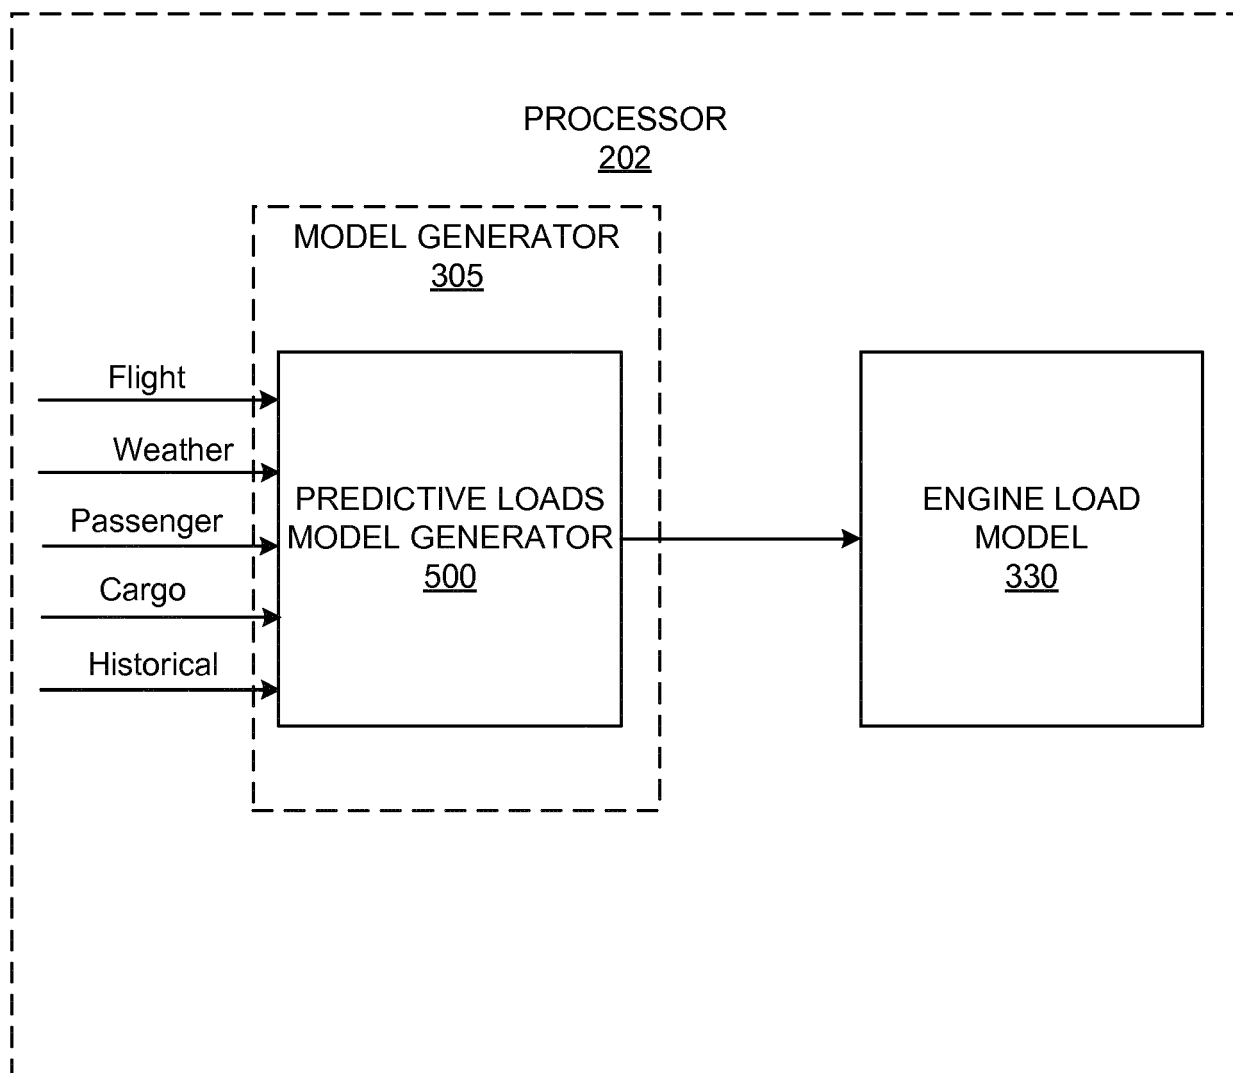 PROCESSOR
202
MODEL GENERATOR
305
Flight
Weather
Passenger
Cargo
Historical
PREDICTIVE LOADS
MODEL GENERATOR
500
ENGINE LOAD
MODEL
330